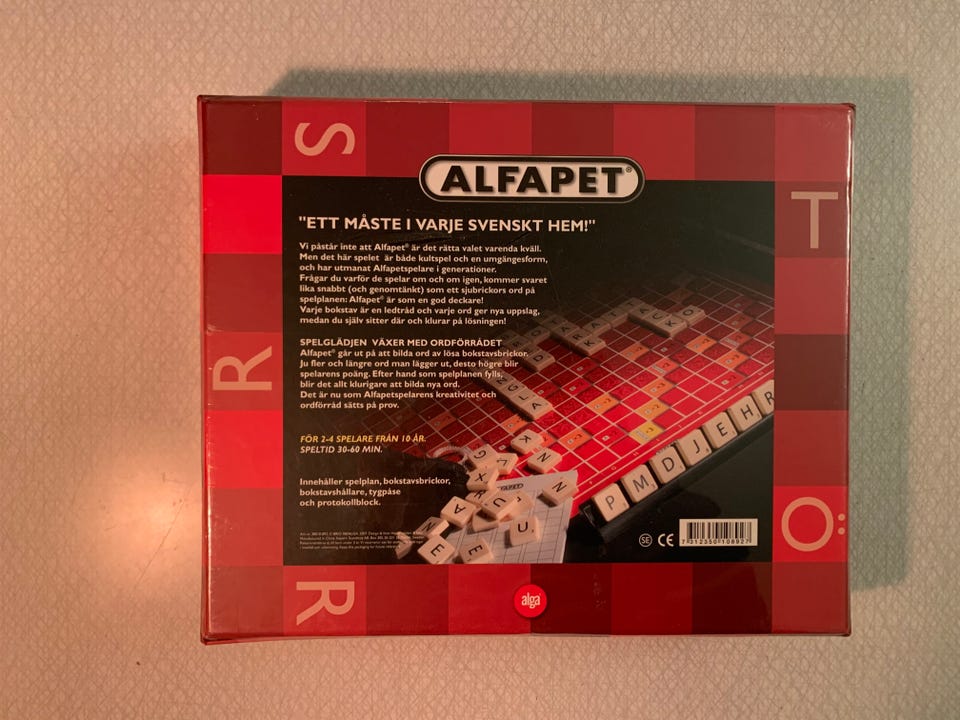 S
ALFAPET®
T
"ETT MÅSTE I VARJE SVENSKT HEM!"
Vi påstår inte att Alfapet® är det rätta valet varenda kväll.
Men det här spelet är både kultspel och en umgängesform,
och har utmanat Alfapetspelare i generationer.
Frågar du varför de spelar om och om igen, kommer svaret
lika snabbt (och genomtänkt) som ett sjubrickors ord på
spelplanen: Alfapet® är som en god deckare!
Varje bokstav är en ledtråd och varje ord ger nya uppslag,
medan du själv sitter där och klurar på lösningen!
SPELGLÄDJEN VÄXER MED ORDFÖRRÅDET
Alfapet® går ut på att bilda ord av lösa bokstavsbrickor.
Ju fler och längre ord man lägger ut, desto högre blir
spelarens poäng. Efter hand som spelplanen fylls,
blir det allt klurigare att bilda nya ord.
Det är nu som Alfapetspelarens kreativitet och
ordförråd sätts på prov.
R
FÖR 2-4 SPELARE FRÅN 10 ÅR.
SPELTID 30-60 MIN.
Innehåller spelplan, bokstavsbrickor,
bokstavshållare, tygpåse
och protokollblock.
P M D J E H R
Ö
SE CE
7 312350 108927
R
alga